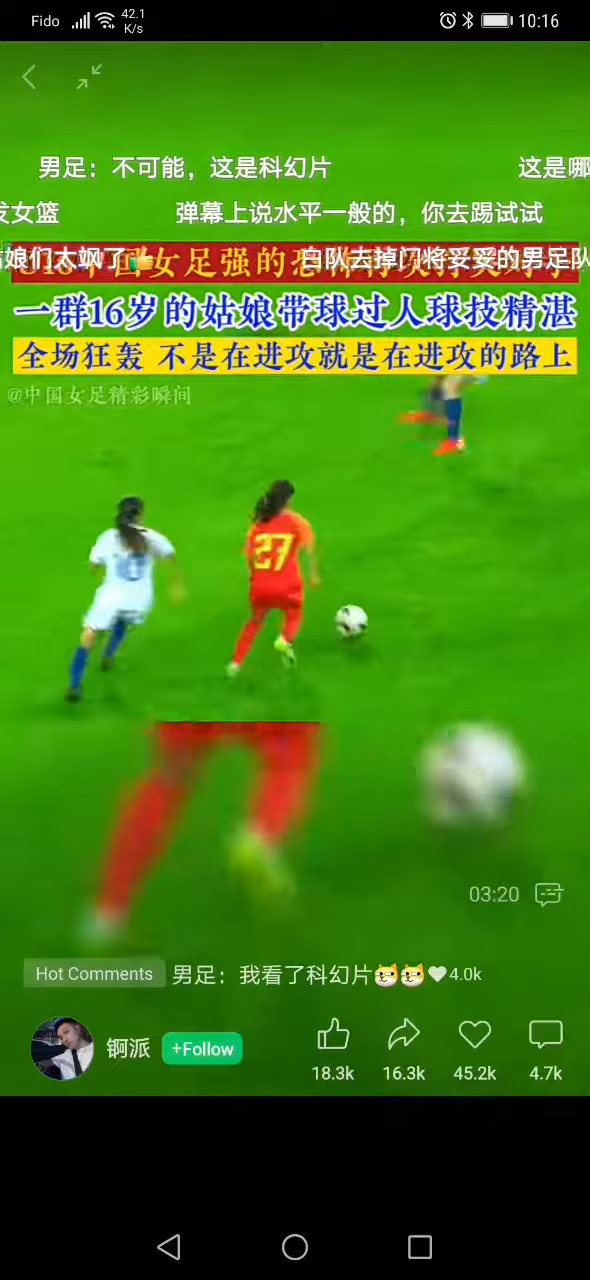 Fido
42.1
K/s
10:16
男足：不可能，这是科幻片
这是哪
发女篮
弹幕上说水平一般的，你去踢试试
姑娘们太飒了👍
白队去掉闪将妥妥的男足队
国女足强的
一群16岁的姑娘带球过人球技精湛
全场狂轰 不是在进攻就是在进攻的路上
@中国女足精彩瞬间
27
03:20
Hot Comments
男足：我看了科幻片 4.0k
锕派
+Follow
18.3k
16.3k
45.2k
4.7k